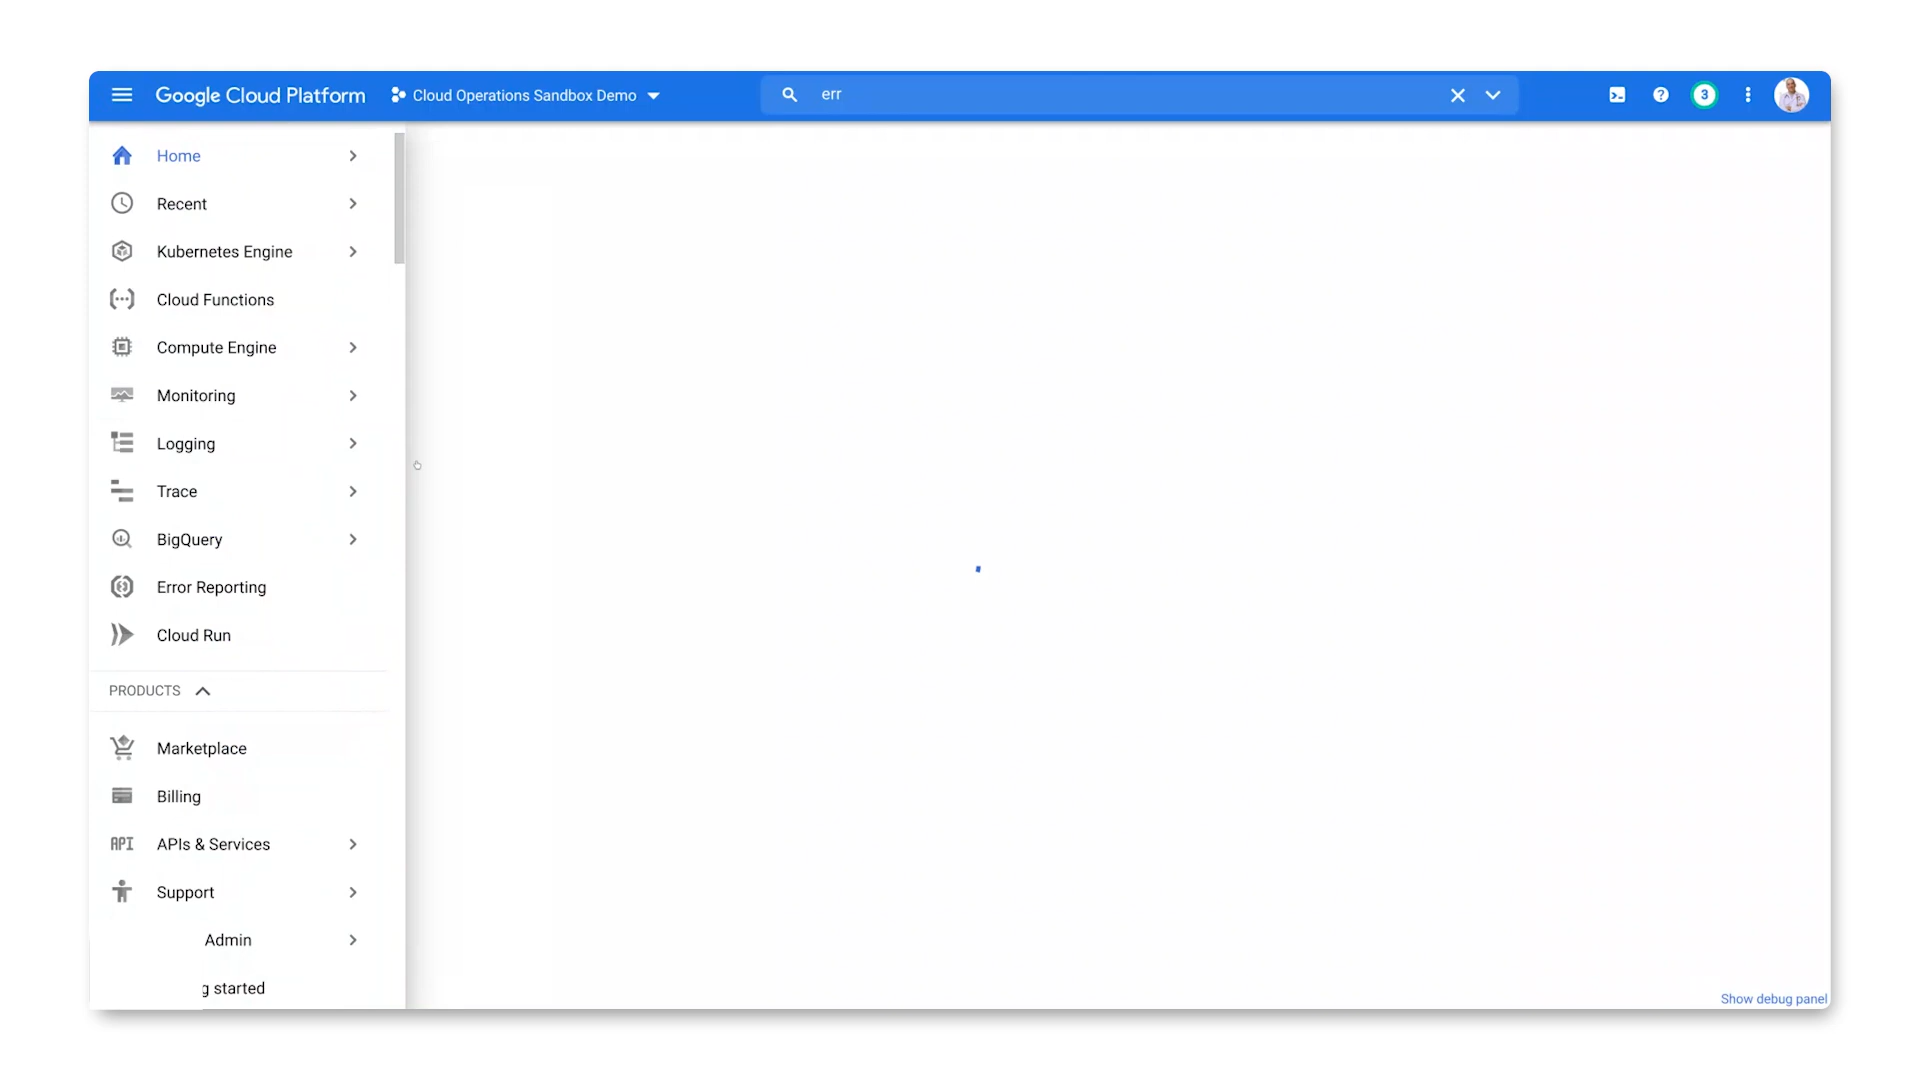 Google Cloud Platform
Cloud Operations Sandbox Demo
err
3
Home
Recent
Kubernetes Engine
Cloud Functions
Compute Engine
Monitoring
Logging
Trace
BigQuery
Error Reporting
Cloud Run
PRODUCTS
Marketplace
Billing
API APIs & Services
Support
Admin
g started
Show debug panel